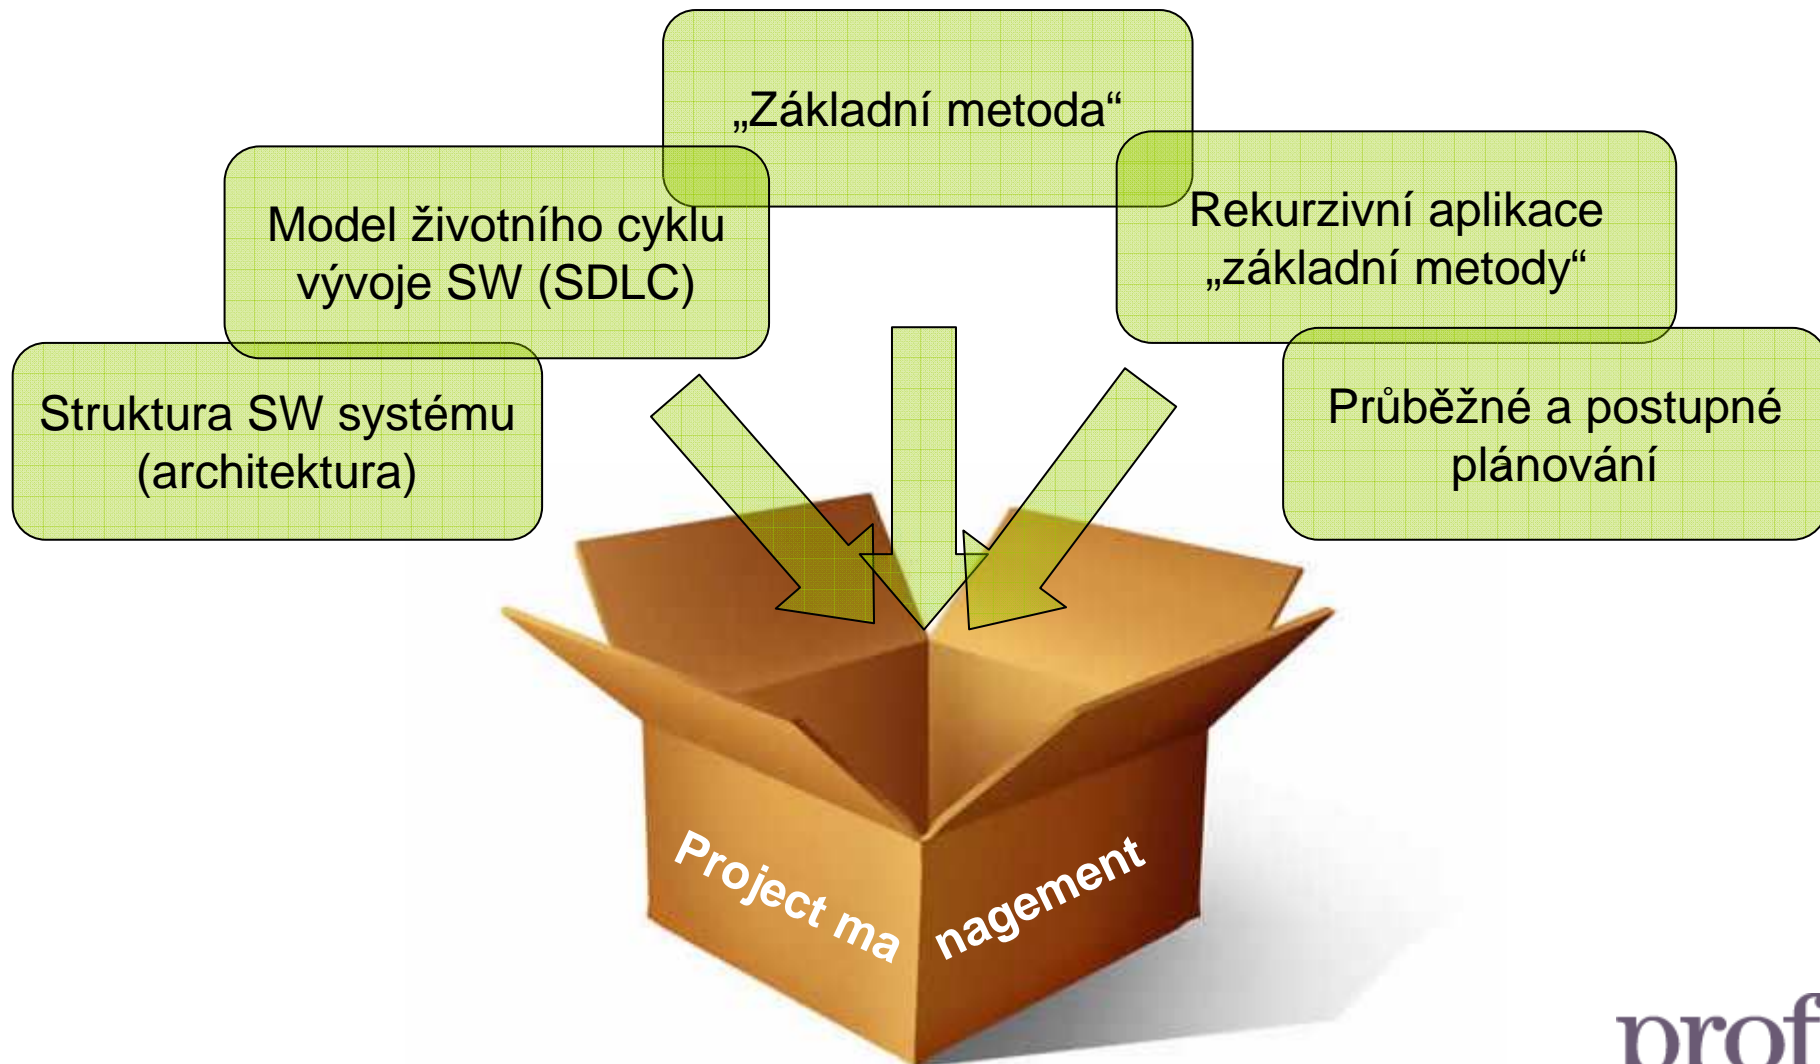 „Základní metoda“
Model životního cyklu
vývoje SW (SDLC)
Rekurzivní aplikace
„základní metody“
Struktura SW systému
(architektura)
Průběžné a postupné
plánování
Project ma nagement
prof